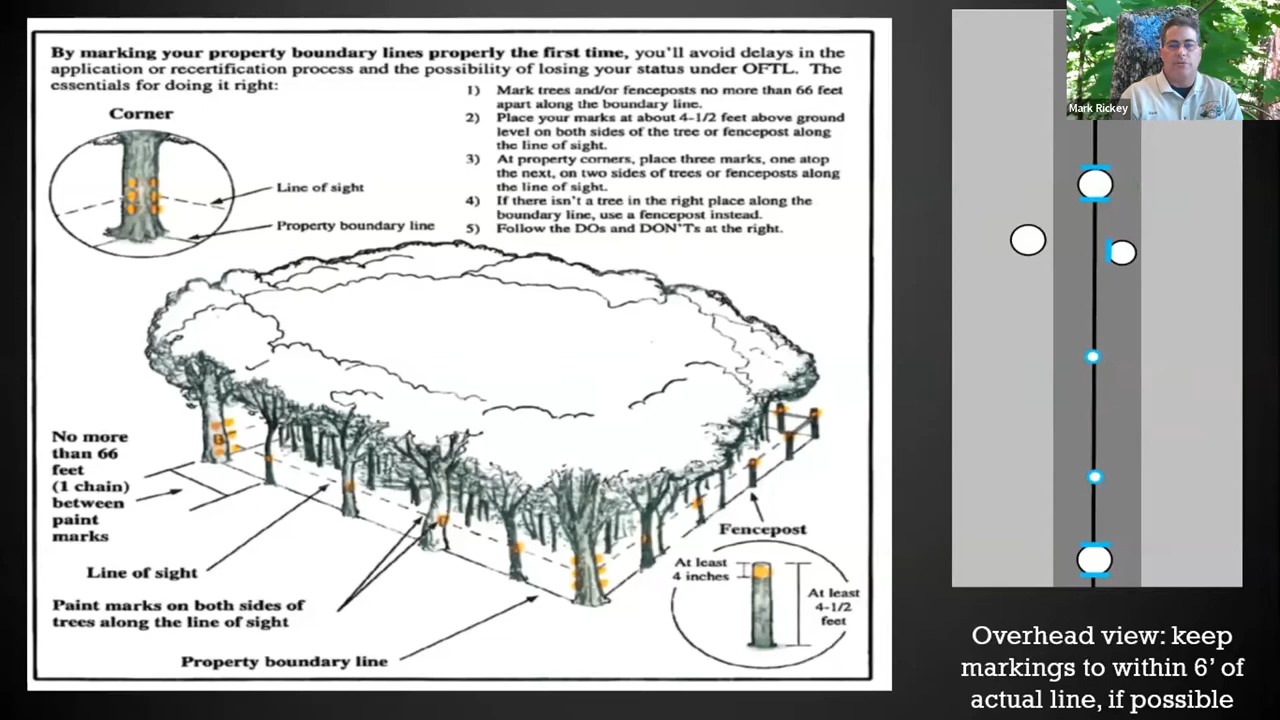 By marking your property boundary lines properly the first time, you'll avoid delays in the
application or recertification process and the possibility of losing your status under OFTL. The
essentials for doing it right:
1) Mark trees and/or fenceposts no more than 66 feet
apart along the boundary line.
2) Place your marks at about 4-1/2 feet above ground
level on both sides of the tree or fencepost along
the line of sight.
3) At property corners, place three marks, one atop
the next, on two sides of trees or fenceposts along
the line of sight.
4) If there isn't a tree in the right place along the
boundary line, use a fencepost instead.
5) Follow the DOs and DON'Ts at the right.
Corner
Line of sight
Property boundary line
No more
than 66
feet
(1 chain)
between
paint
marks
Line of sight
Paint marks on both sides of
trees along the line of sight
Property boundary line
Fencepost
At least
4 inches
At least
4-1/2
feet
Mark Rickey
Overhead view: keep
markings to within 6' of
actual line, if possible